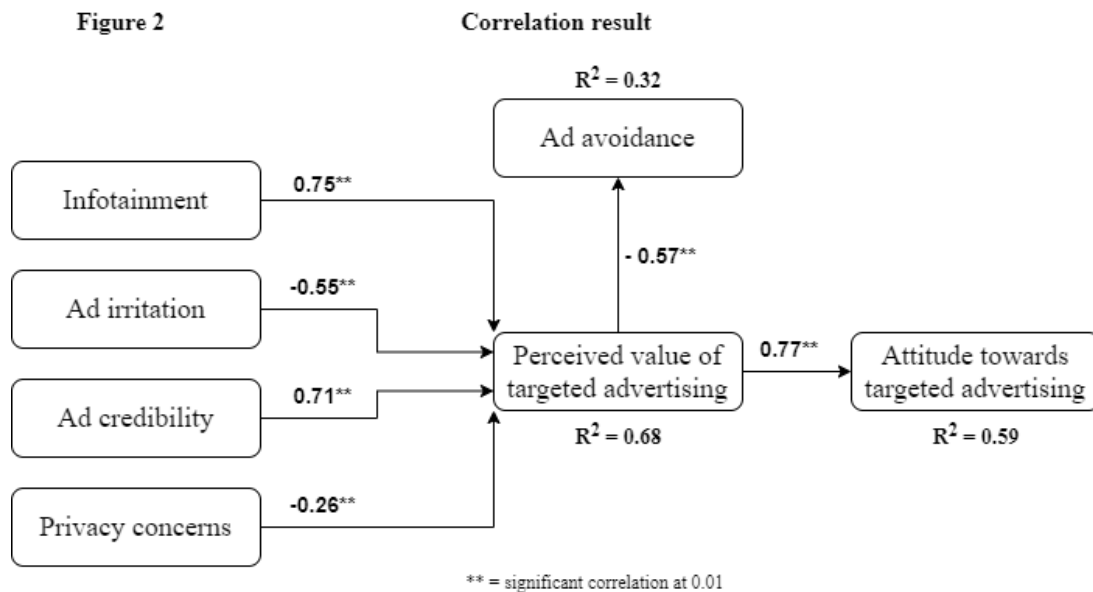 Figure 2
Correlation result
R² = 0.32
Ad avoidance
Infotainment
0.75**
- 0.57**
Ad irritation
-0.55**
Perceived value of
targeted advertising
0.77**
Attitude towards
targeted advertising
Ad credibility
0.71**
R² = 0.68
R² = 0.59
Privacy concerns
-0.26**
** = significant correlation at 0.01